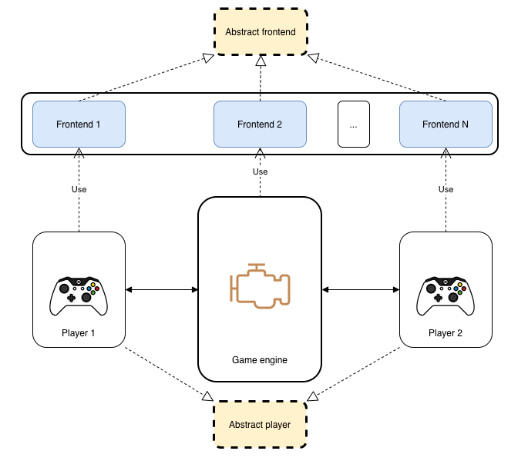 Abstract frontend
Frontend 1
Frontend 2
...
Frontend N
Use
Use
Use
Player 1
Game engine
Player 2
Abstract player